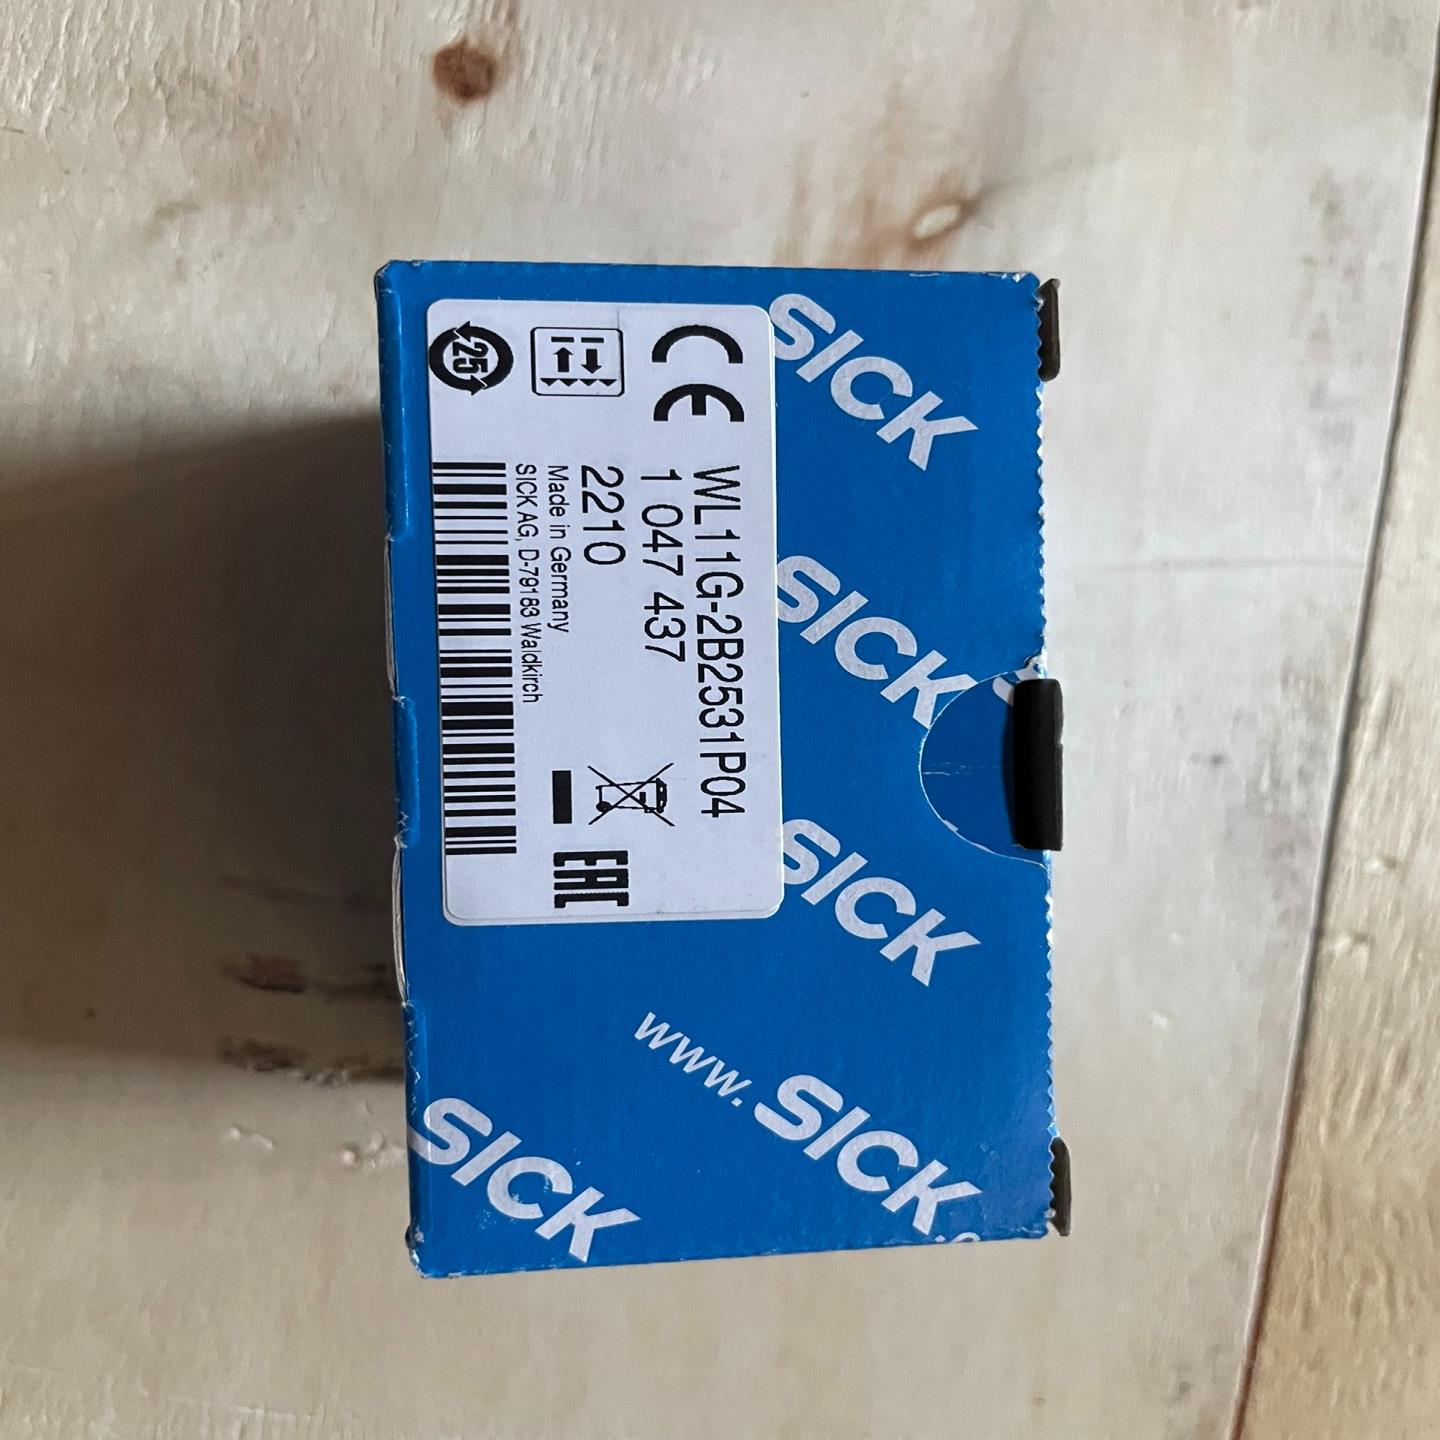 WL11G-2B2531P04
1 047 437
2210
Made in Germany
SICK AG, D-79183 Waldkirch
CE
25
EAC
SICK
SICK
SICK
www.SICK.c
SICK